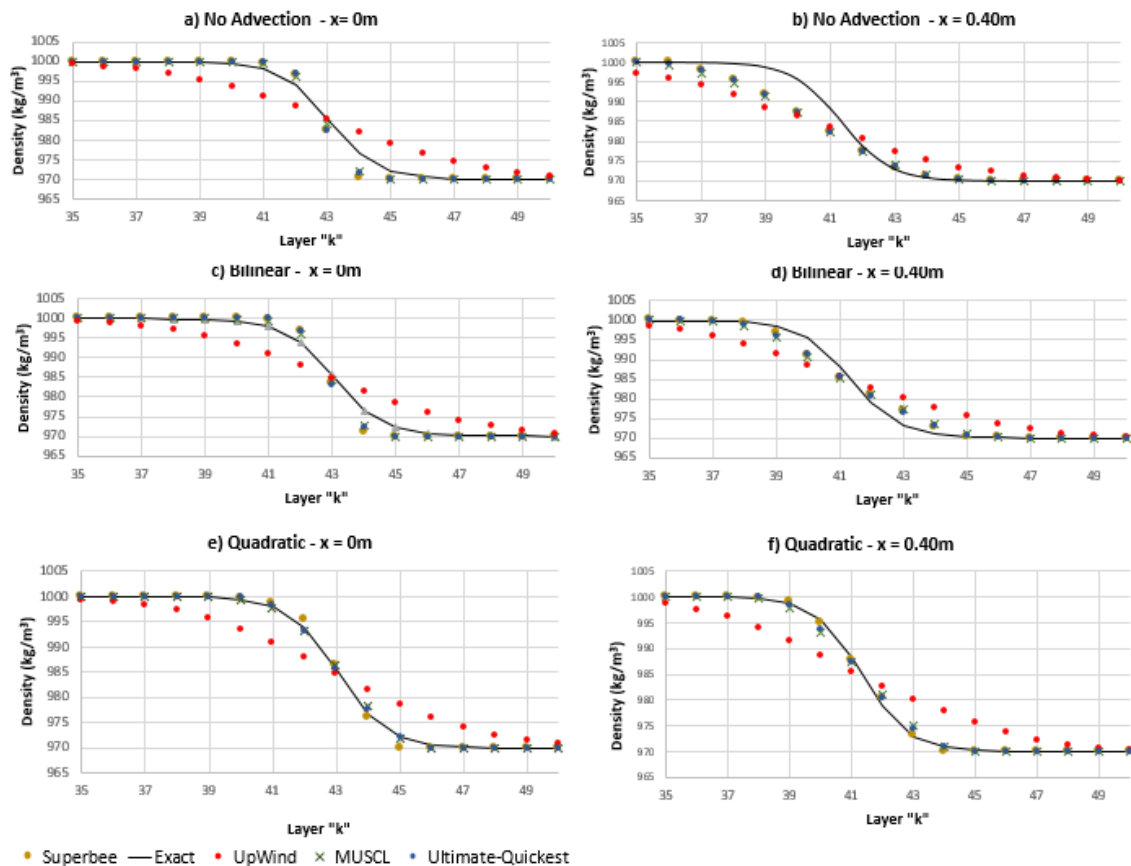 a) No Advection - x= 0m
Density (kg/m³)
1005
1000
995
990
985
980
975
970
965
35 37 39 41 43 45 47 49
Layer "k"
b) No Advection - x = 0.40m
Density (kg/m³)
1005
1000
995
990
985
980
975
970
965
35 37 39 41 43 45 47 49
Layer "k"
c) Bilinear - x = 0m
Density (kg/m³)
1005
1000
995
990
985
980
975
970
965
35 37 39 41 43 45 47 49
Layer "k"
d) Bilinear - x = 0.40m
Density (kg/m³)
1005
1000
995
990
985
980
975
970
965
35 37 39 41 43 45 47 49
Layer "k"
e) Quadratic - x = 0m
Density (kg/m³)
1005
1000
995
990
985
980
975
970
965
35 37 39 41 43 45 47 49
Layer "k"
f) Quadratic - x = 0.40m
Density (kg/m³)
1005
1000
995
990
985
980
975
970
965
35 37 39 41 43 45 47 49
Layer "k"
Superbee Exact UpWind MUSCL Ultimate-Quickest